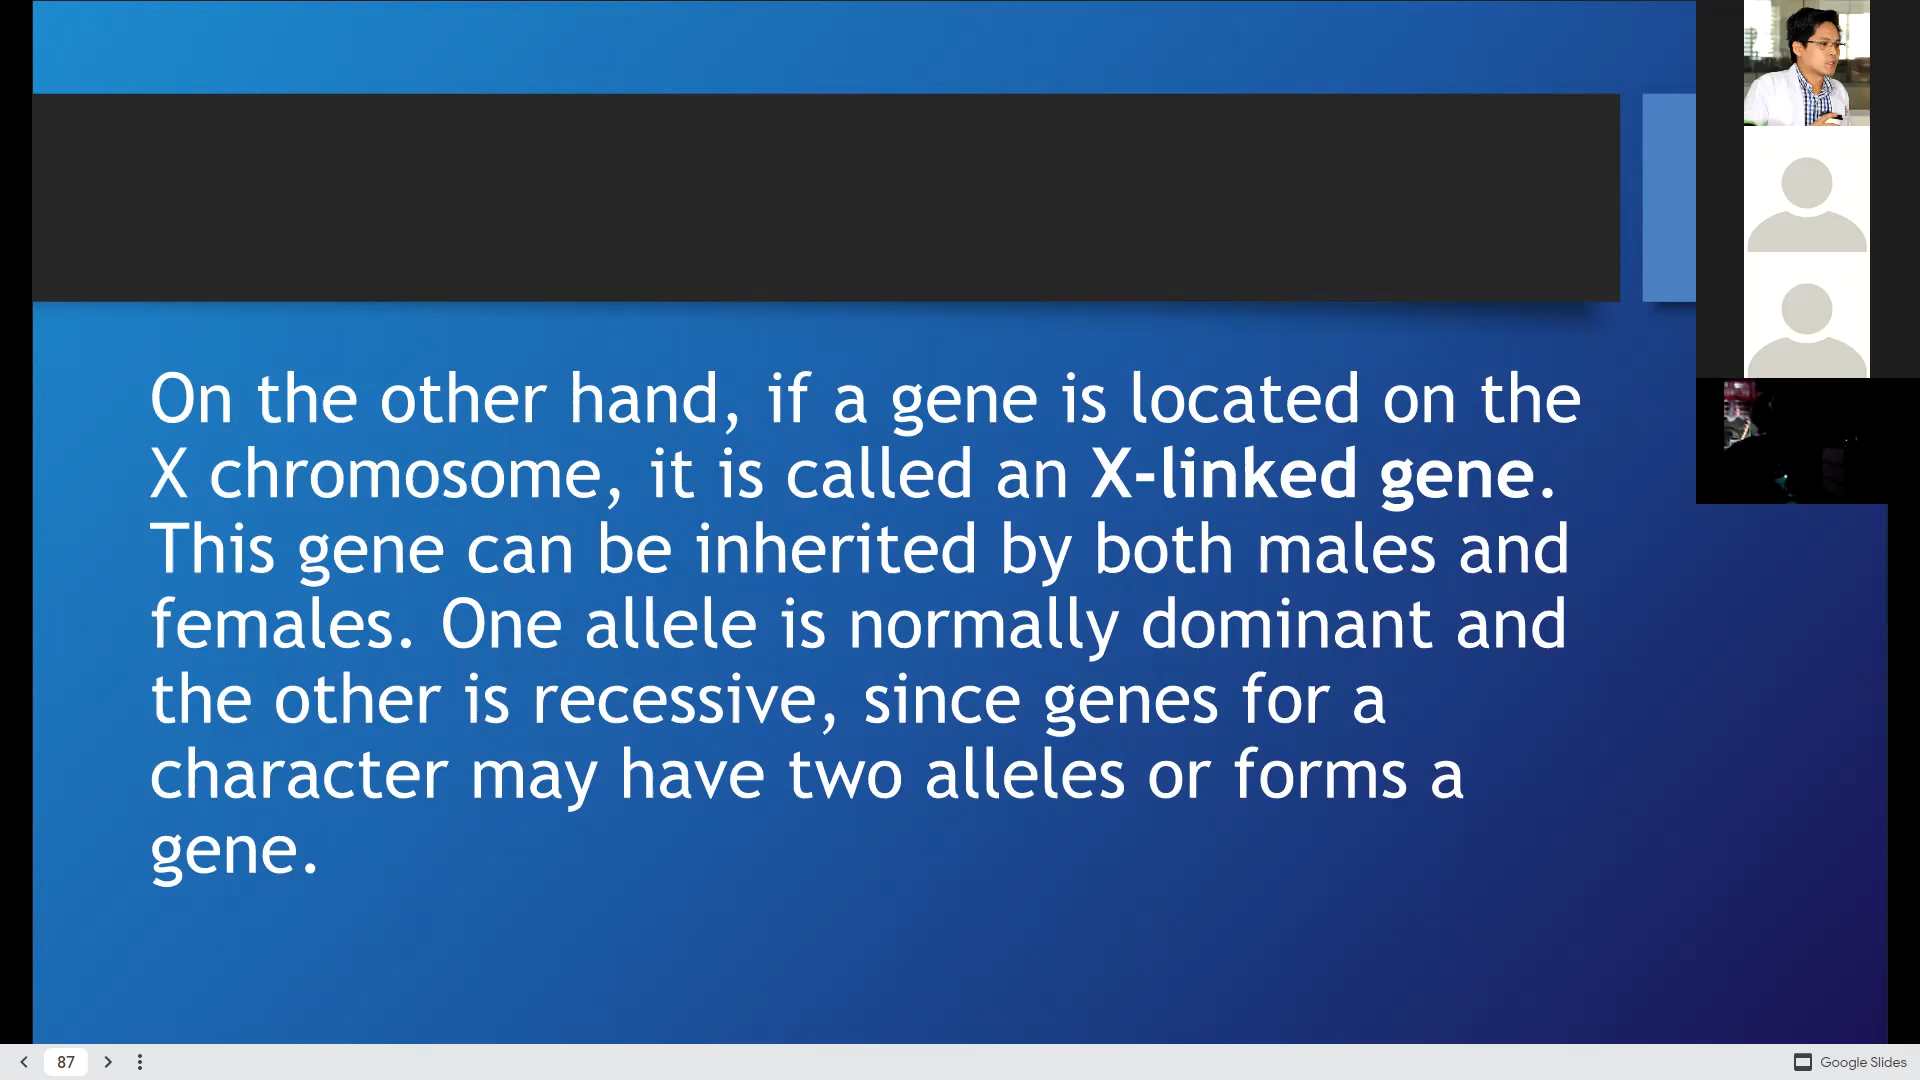 On the other hand, if a gene is located on the
X chromosome, it is called an X-linked gene.
This gene can be inherited by both males and
females. One allele is normally dominant and
the other is recessive, since genes for a
character may have two alleles or forms a
gene.
87
Google Slides